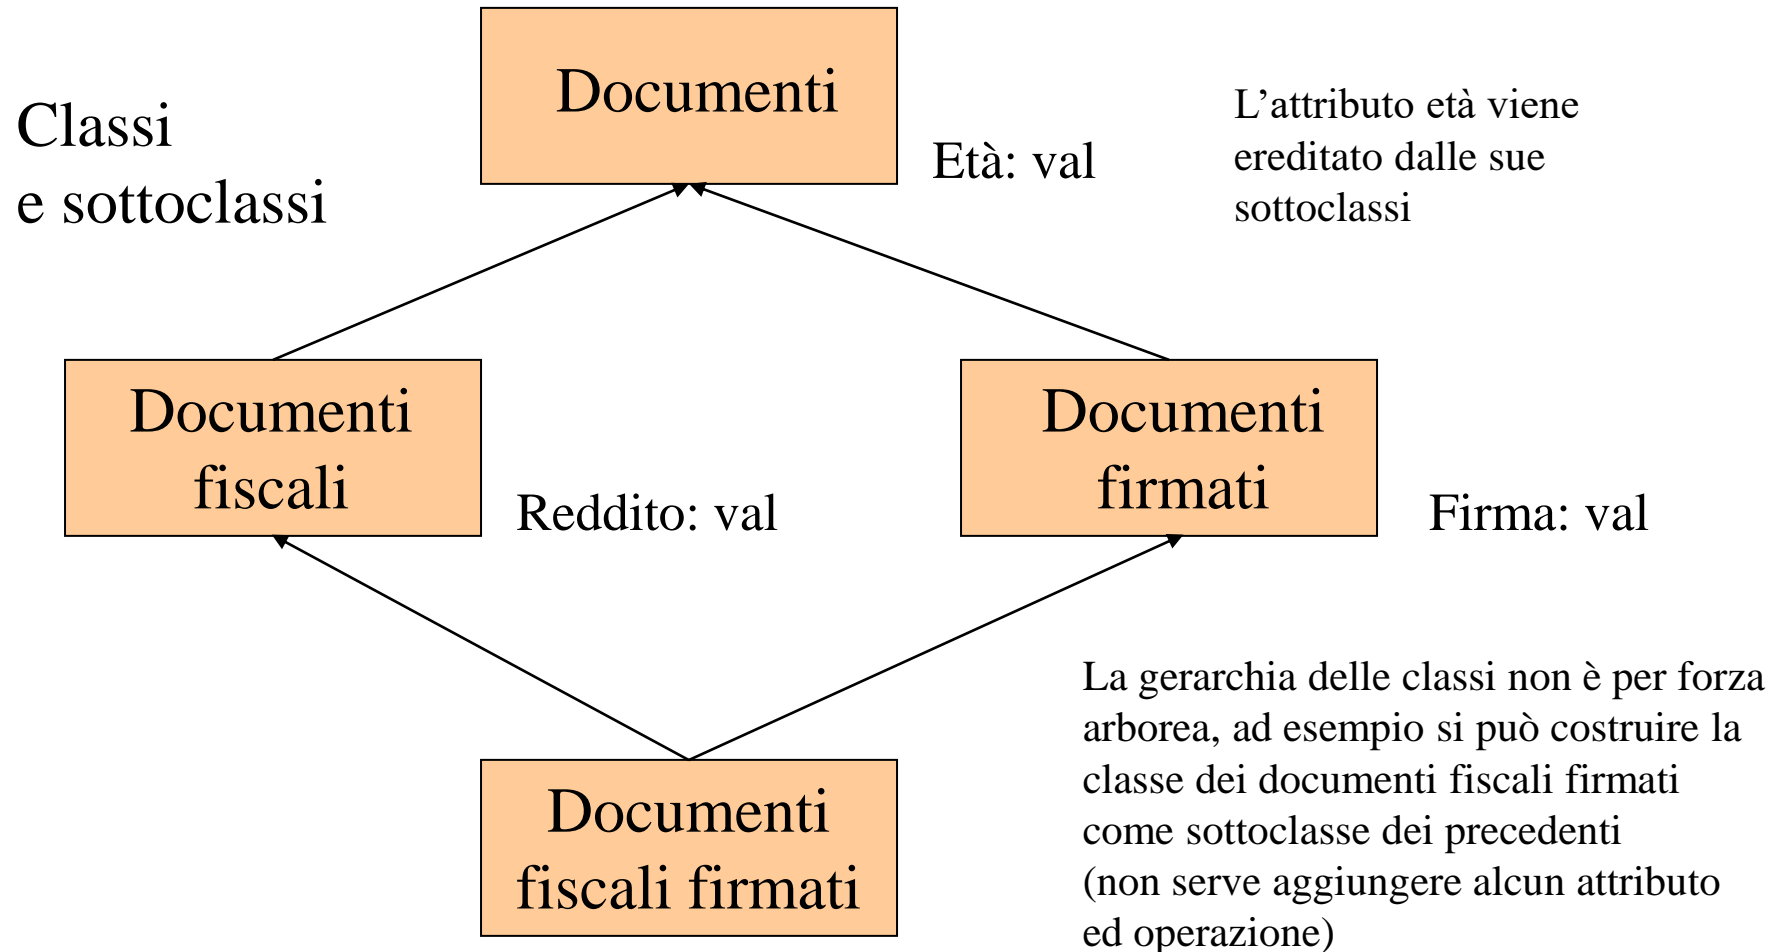 Classi
e sottoclassi
Documenti
Età: val
L’attributo età viene
ereditato dalle sue
sottoclassi
Documenti
fiscali
Reddito: val
Documenti
firmati
Firma: val
Documenti
fiscali firmati
La gerarchia delle classi non è per forza
arborea, ad esempio si può costruire la
classe dei documenti fiscali firmati
come sottoclasse dei precedenti
(non serve aggiungere alcun attributo
ed operazione)